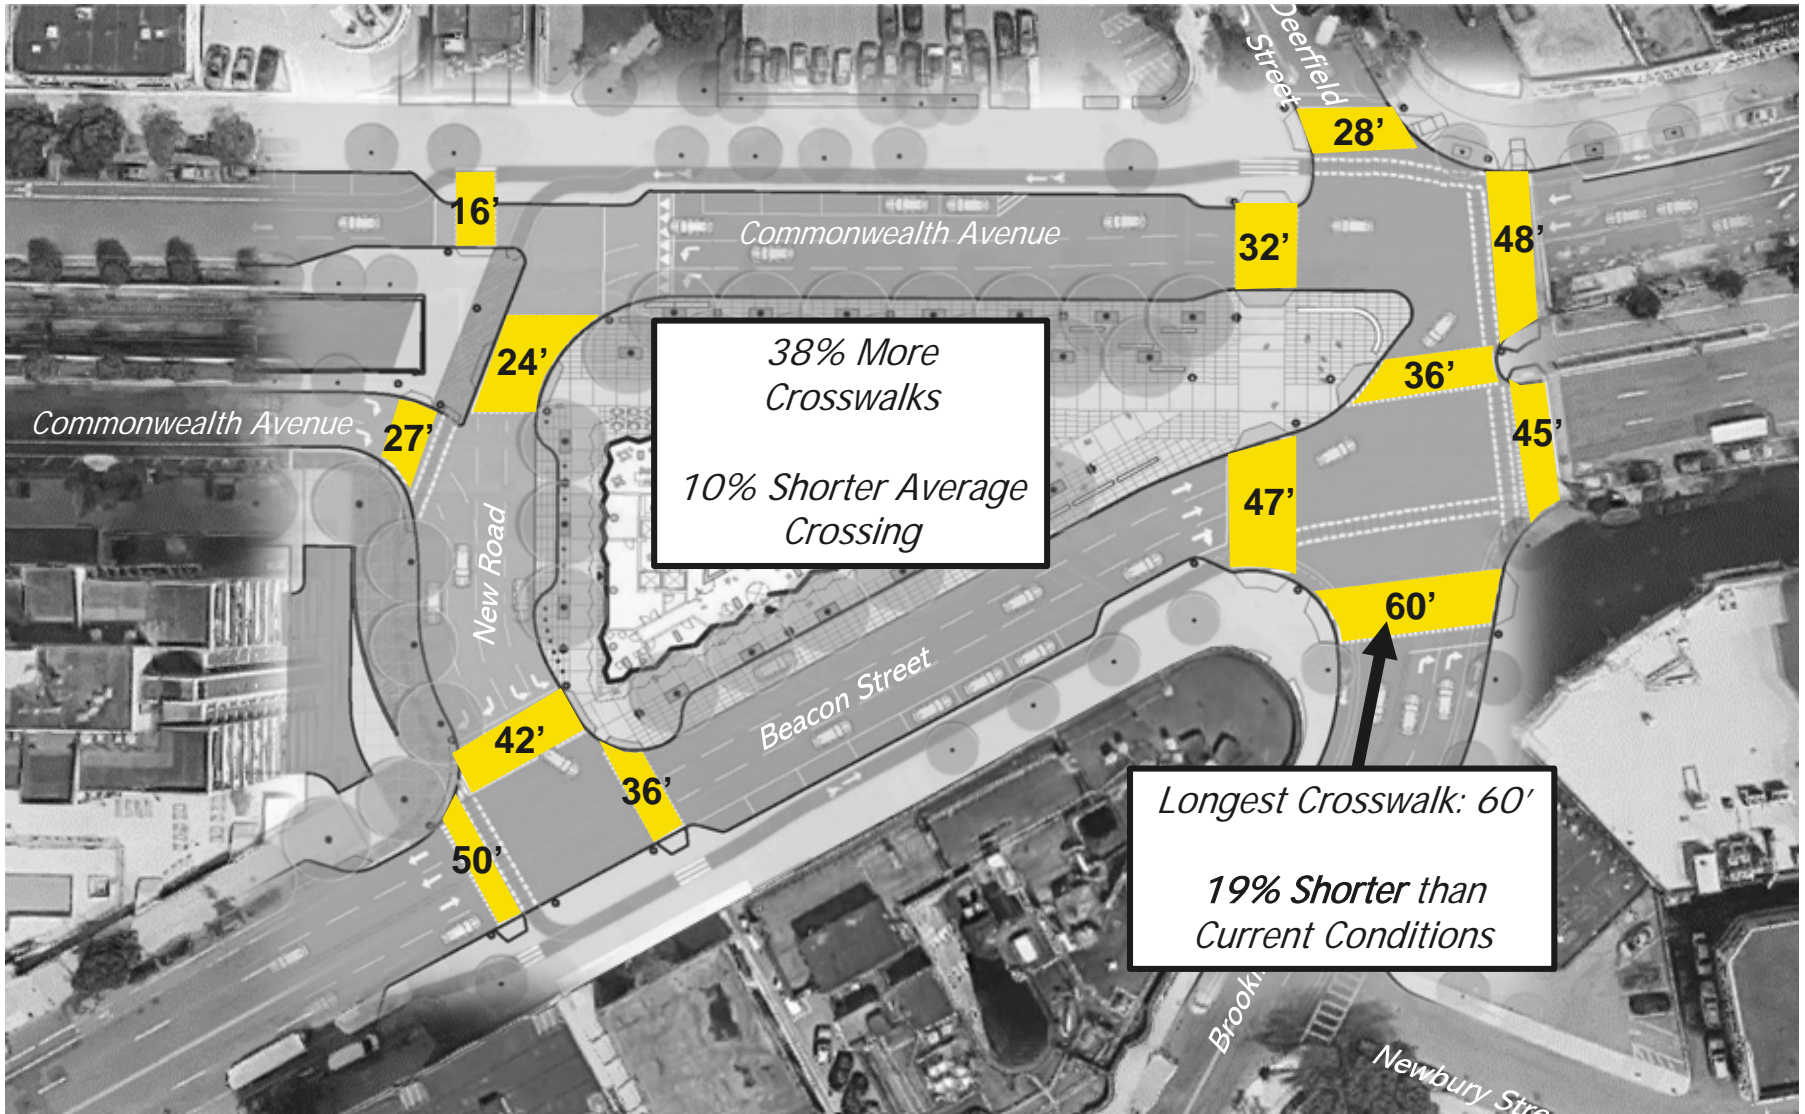 Deerfield
Street
28’
16’
Commonwealth Avenue
32’
48’
24’
38% More
Crosswalks
10% Shorter Average
Crossing
36’
Commonwealth Avenue
27’
45’
47’
New Road
60’
42’
Beacon Street
36’
50’
Longest Crosswalk: 60’
19% Shorter than
Current Conditions
Newbury